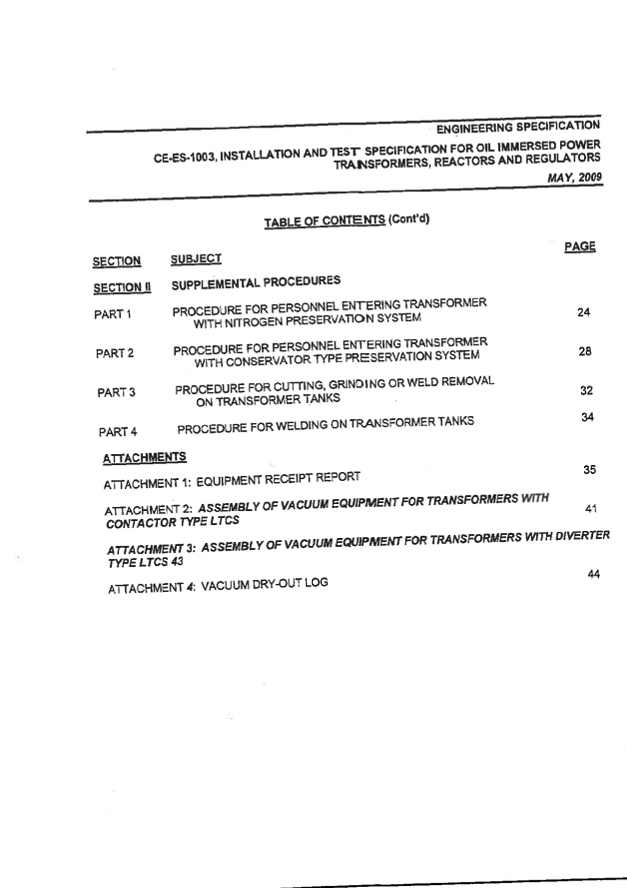 ENGINEERING SPECIFICATION
CE-ES-1003, INSTALLATION AND TEST SPECIFICATION FOR OIL IMMERSED POWER
TRANSFORMERS, REACTORS AND REGULATORS
MAY, 2009
TABLE OF CONTENTS (Cont'd)
SECTION SUBJECT PAGE
SECTION II SUPPLEMENTAL PROCEDURES
PART 1 PROCEDURE FOR PERSONNEL ENTERING TRANSFORMER 24
WITH NITROGEN PRESERVATION SYSTEM
PART 2 PROCEDURE FOR PERSONNEL ENTERING TRANSFORMER 28
WITH CONSERVATOR TYPE PRESERVATION SYSTEM
PART 3 PROCEDURE FOR CUTTING, GRINDING OR WELD REMOVAL 32
ON TRANSFORMER TANKS
PART 4 PROCEDURE FOR WELDING ON TRANSFORMER TANKS 34
ATTACHMENTS
ATTACHMENT 1: EQUIPMENT RECEIPT REPORT 35
ATTACHMENT 2: ASSEMBLY OF VACUUM EQUIPMENT FOR TRANSFORMERS WITH 41
CONTACTOR TYPE LTCS
ATTACHMENT 3: ASSEMBLY OF VACUUM EQUIPMENT FOR TRANSFORMERS WITH DIVERTER
TYPE LTCS 43
ATTACHMENT 4: VACUUM DRY-OUT LOG 44